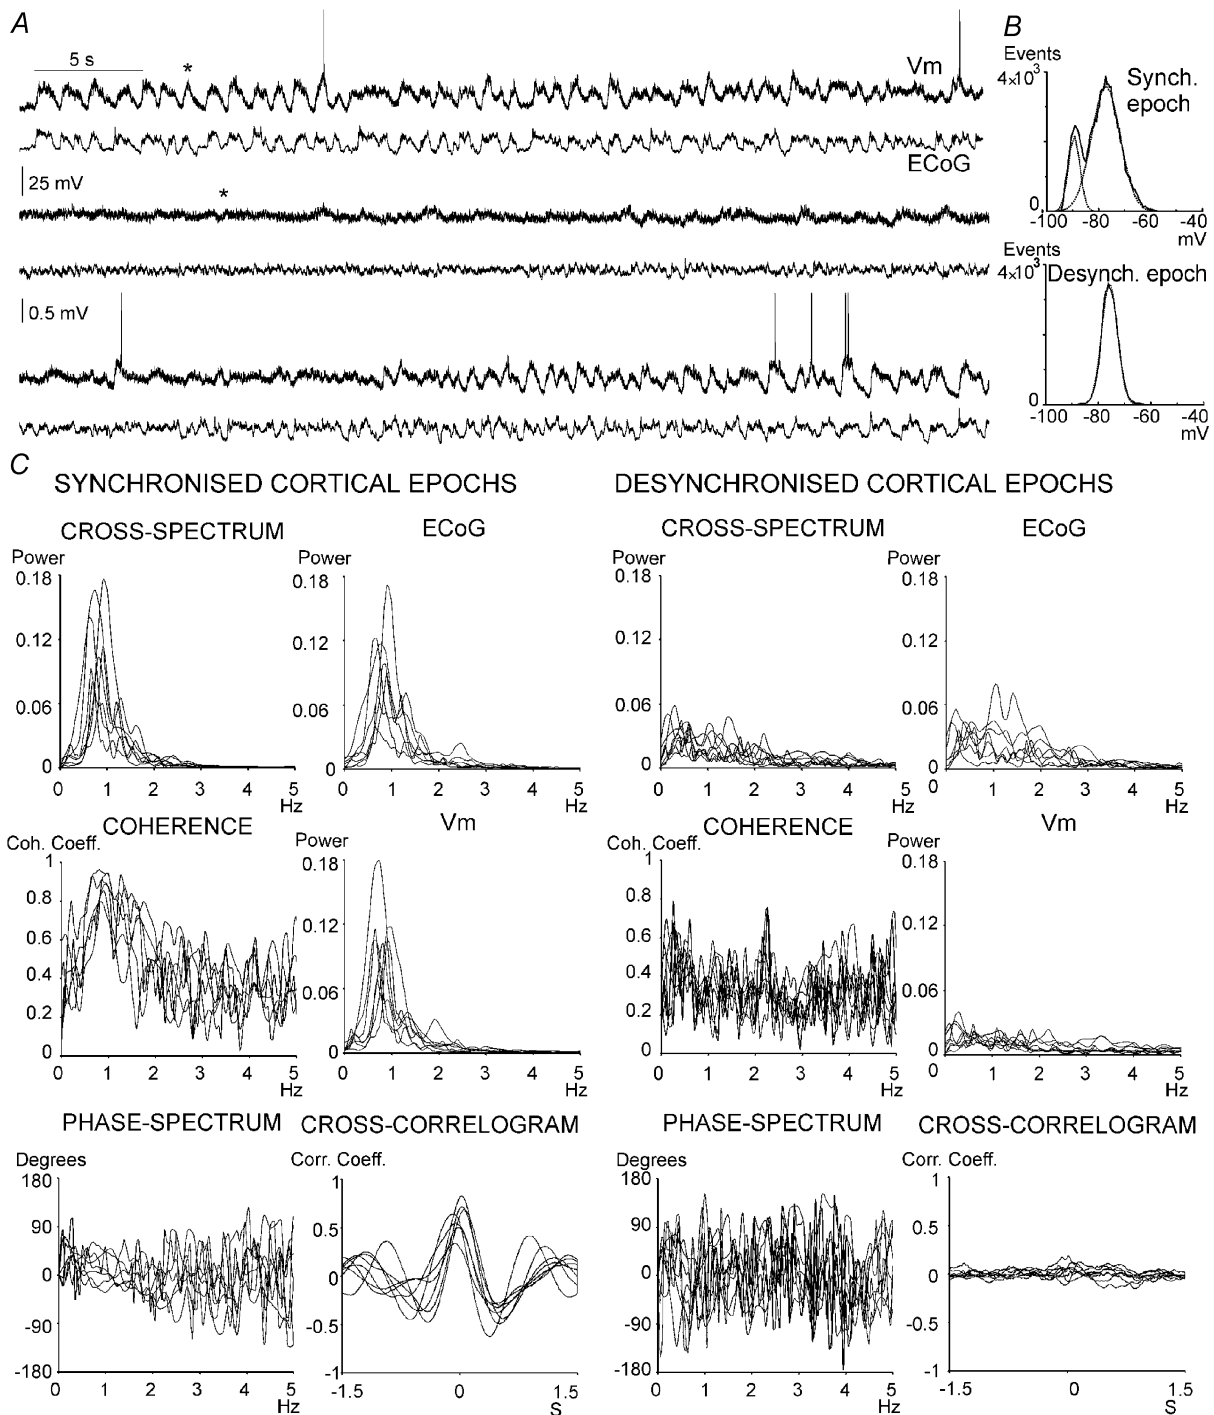 A
5 s
*
Vm
ECoG
25 mV
*
0.5 mV
B
Events
4×10³
Synch.
epoch
0
-100 -80 -60 -40
mV
Events
4×10³
Desynch. epoch
0
-100 -80 -60 -40
mV
C
SYNCHRONISED CORTICAL EPOCHS
DESYNCHRONISED CORTICAL EPOCHS
CROSS-SPECTRUM
Power
0.18
0.12
0.06
0
0 1 2 3 4 5
Hz
ECoG
Power
0.18
0.12
0.06
0
0 1 2 3 4 5
Hz
CROSS-SPECTRUM
Power
0.18
0.12
0.06
0
0 1 2 3 4 5
Hz
ECoG
Power
0.18
0.12
0.06
0
0 1 2 3 4 5
Hz
COHERENCE
Coh. Coeff.
1
0.8
0.6
0.4
0.2
0
0 1 2 3 4 5
Hz
Vm
Power
0.18
0.12
0.06
0
0 1 2 3 4 5
Hz
COHERENCE
Coh. Coeff.
1
0.8
0.6
0.4
0.2
0
0 1 2 3 4 5
Hz
Vm
Power
0.18
0.12
0.06
0
0 1 2 3 4 5
Hz
PHASE-SPECTRUM
Degrees
180
90
0
-90
-180
0 1 2 3 4 5
Hz
CROSS-CORRELOGRAM
Corr. Coeff.
1
0.5
0
-0.5
-1
-1.5 0 1.5
S
PHASE-SPECTRUM
Degrees
180
90
0
-90
-180
0 1 2 3 4 5
Hz
CROSS-CORRELOGRAM
Corr. Coeff.
1
0.5
0
-0.5
-1
-1.5 0 1.5
S